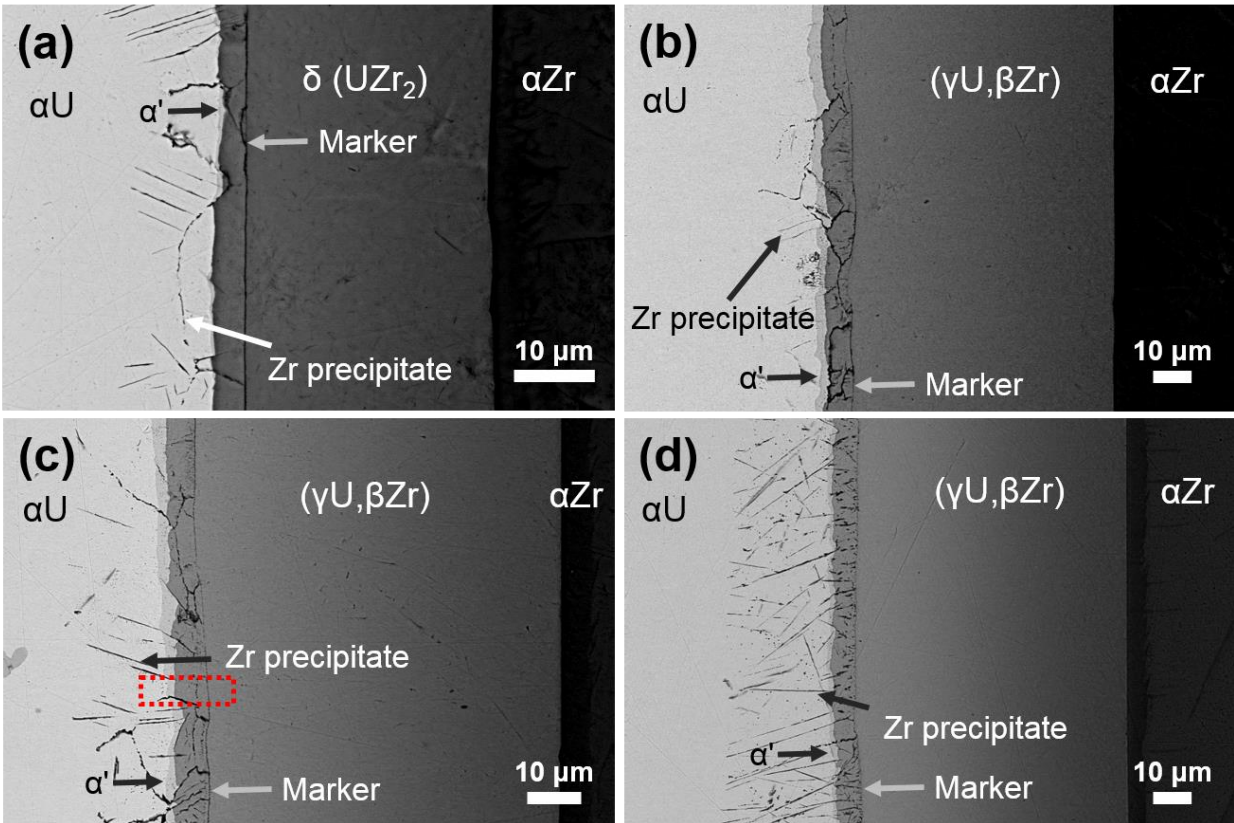 (a)
αU
α'
δ (UZr₂)
αZr
Marker
Zr precipitate
10 µm
(b)
αU
(γU,βZr)
αZr
Zr precipitate
α'
Marker
10 µm
(c)
αU
(γU,βZr)
αZr
Zr precipitate
α'
Marker
10 µm
(d)
αU
(γU,βZr)
αZr
Zr precipitate
α'
Marker
10 µm